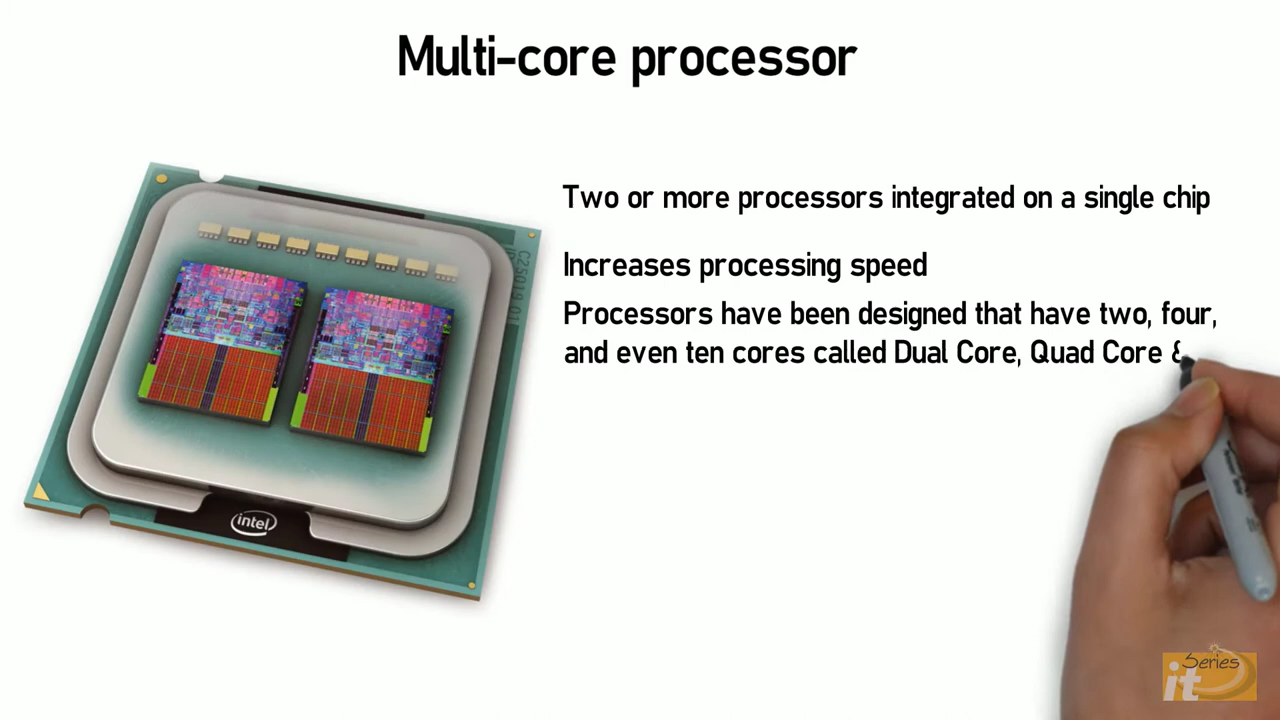 Multi-core processor
Two or more processors integrated on a single chip
Increases processing speed
Processors have been designed that have two, four,
and even ten cores called Dual Core, Quad Core &
intel
Series
it